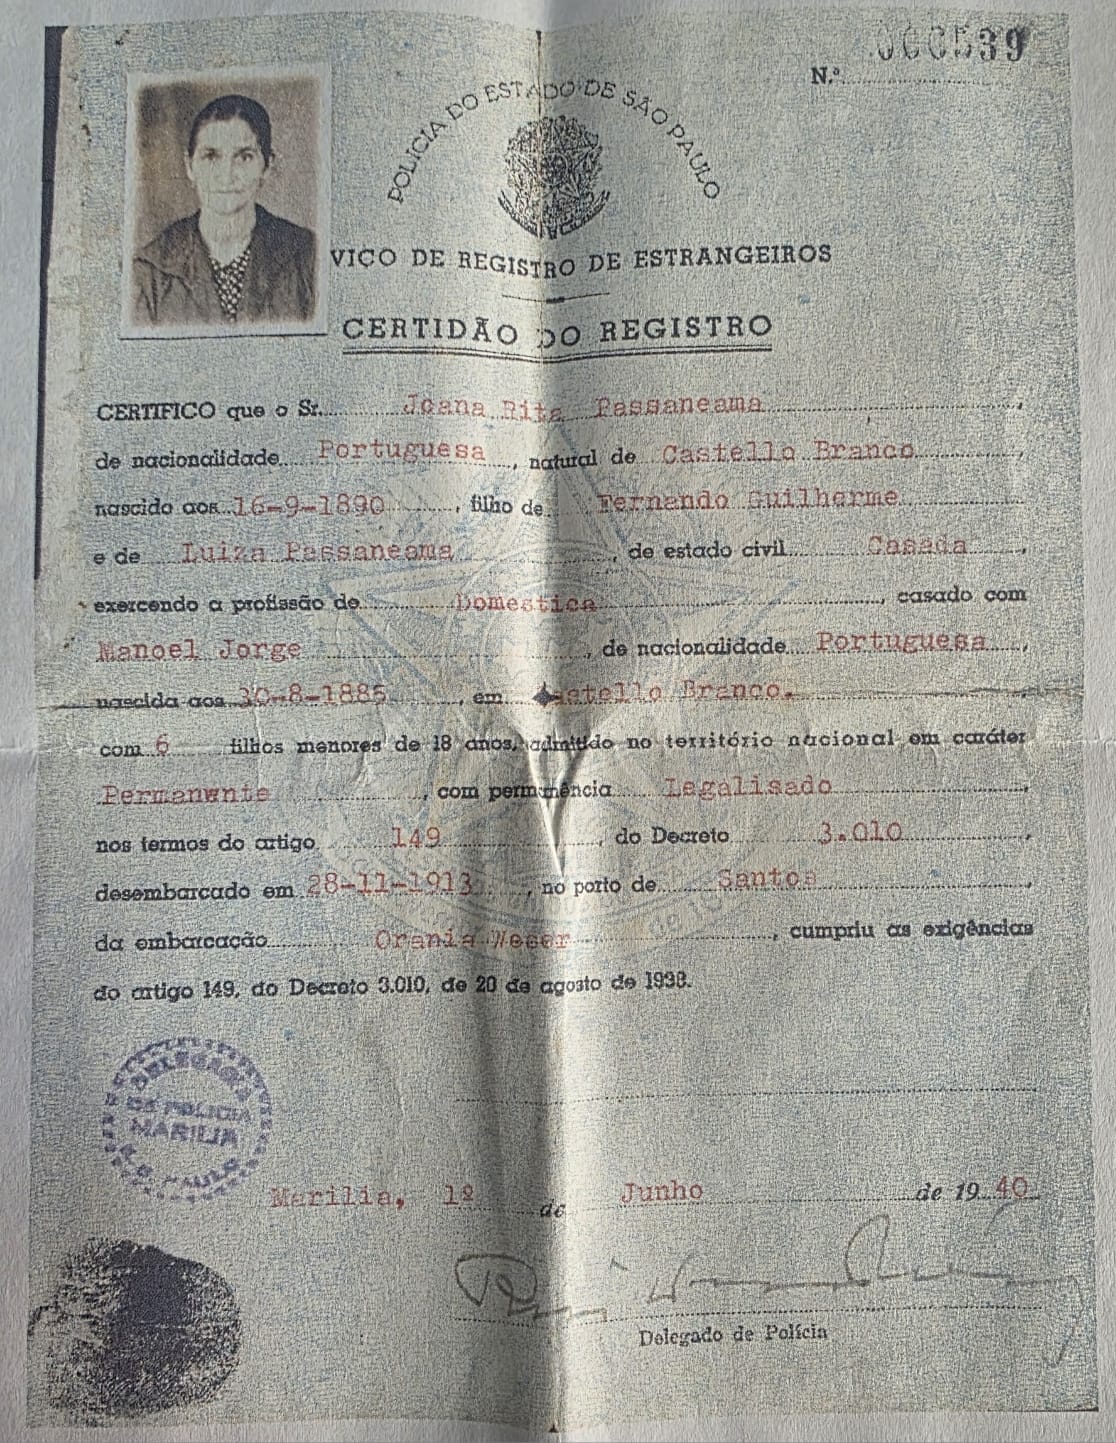 000539
N.º
POLICIA DO ESTADO DE SÃO PAULO
VIÇO DE REGISTRO DE ESTRANGEIROS
CERTIDÃO DO REGISTRO
CERTIFICO que o Sr. Joana Rita Passaneama,
de nacionalidade Portuguesa, natural de Castello Branco,
nascido aos 16-9-1890, filho de Fernando Guilherme
e de Luiza Passaneama, de estado civil Casada,
exercendo a profissão de Domestica, casado com
Manoel Jorge, de nacionalidade Portuguesa,
nascida aos 30-8-1885, em Castello Branco.
com 6 filhos menores de 18 anos, admitido no território nacional em caráter
Permanente, com permanência Legalisado,
nos termos do artigo 149, do Decreto 3.010,
desembarcado em 28-11-1913, no porto de Santos,
da embarcação Orania Weser, cumpriu as exigências
do artigo 149, do Decreto 3.010, de 20 de agosto de 1938.
DELEGACIA
DE POLICIA
MARILIA
S. PAULO
Marilia, 1º de Junho de 1940
Delegado de Polícia